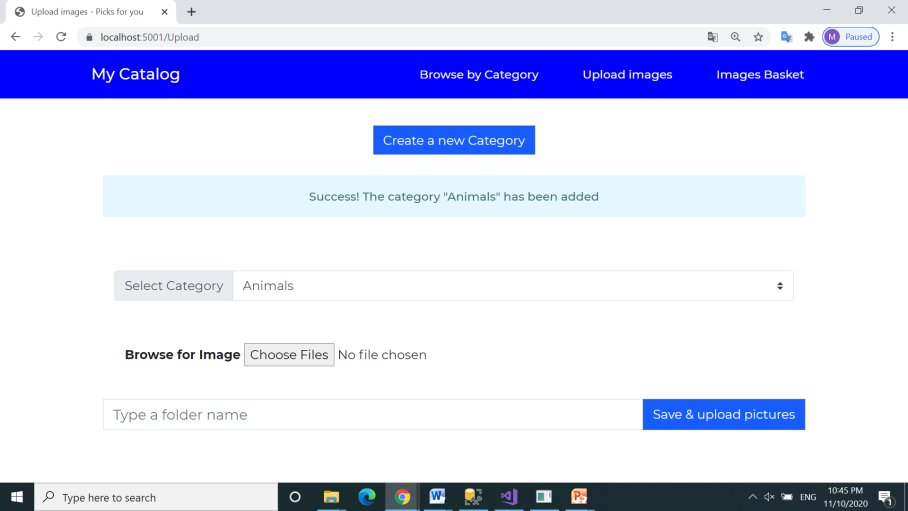 Upload images - Picks for you
localhost:5001/Upload
M Paused
My Catalog
Browse by Category
Upload images
Images Basket
Create a new Category
Success! The category "Animals" has been added
Select Category
Animals
Browse for Image Choose Files No file chosen
Type a folder name
Save & upload pictures
Type here to search
ENG
10:45 PM
11/10/2020
1